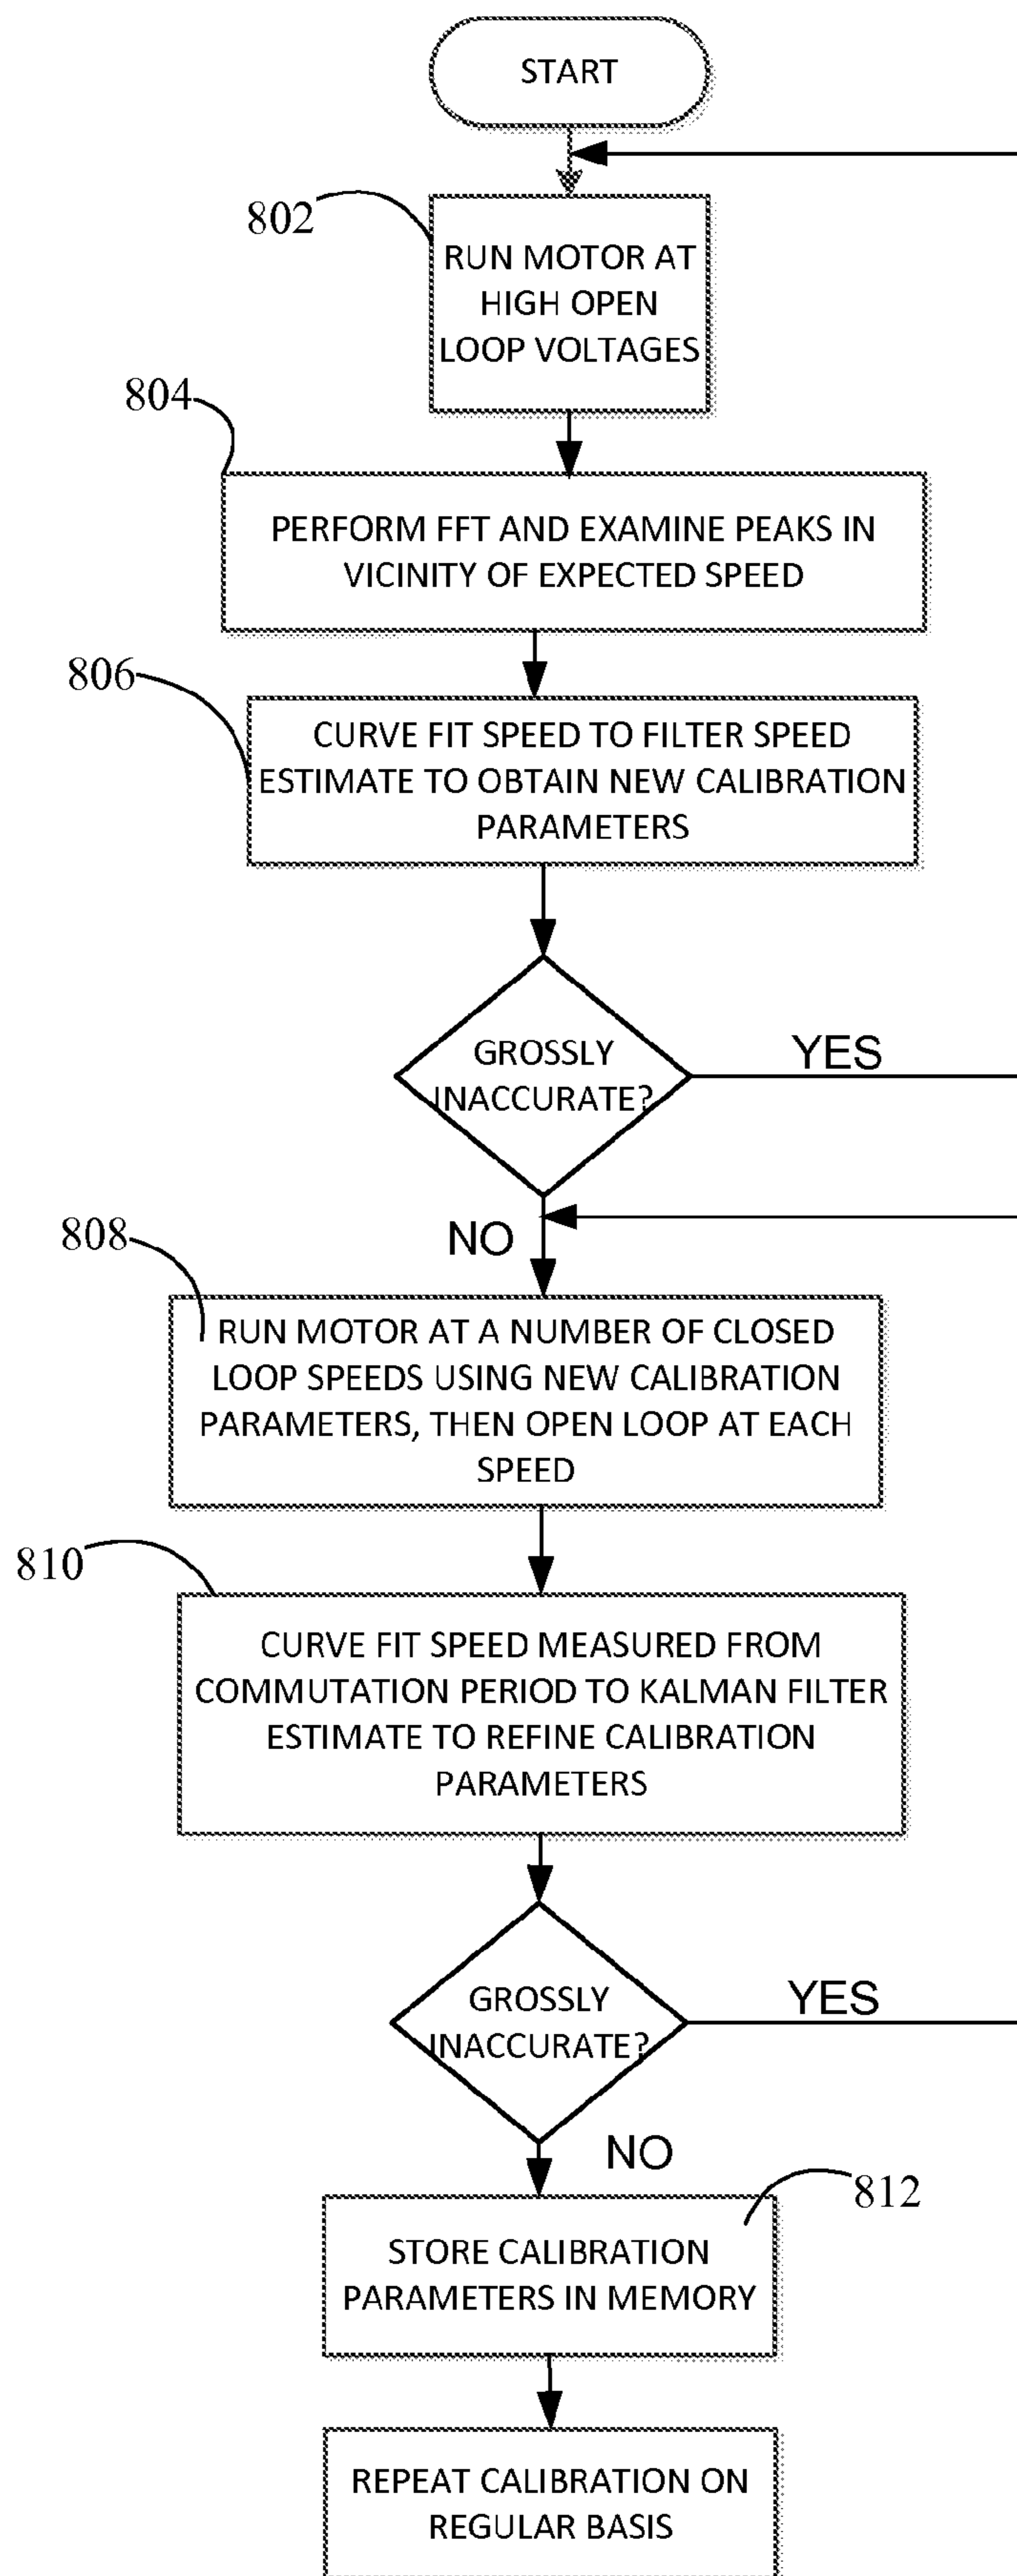 START
802
RUN MOTOR AT
HIGH OPEN
LOOP VOLTAGES
804
PERFORM FFT AND EXAMINE PEAKS IN
VICINITY OF EXPECTED SPEED
806
CURVE FIT SPEED TO FILTER SPEED
ESTIMATE TO OBTAIN NEW CALIBRATION
PARAMETERS
GROSSLY
INACCURATE?
YES
NO
808
RUN MOTOR AT A NUMBER OF CLOSED
LOOP SPEEDS USING NEW CALIBRATION
PARAMETERS, THEN OPEN LOOP AT EACH
SPEED
810
CURVE FIT SPEED MEASURED FROM
COMMUTATION PERIOD TO KALMAN FILTER
ESTIMATE TO REFINE CALIBRATION
PARAMETERS
GROSSLY
INACCURATE?
YES
NO
812
STORE CALIBRATION
PARAMETERS IN MEMORY
REPEAT CALIBRATION ON
REGULAR BASIS